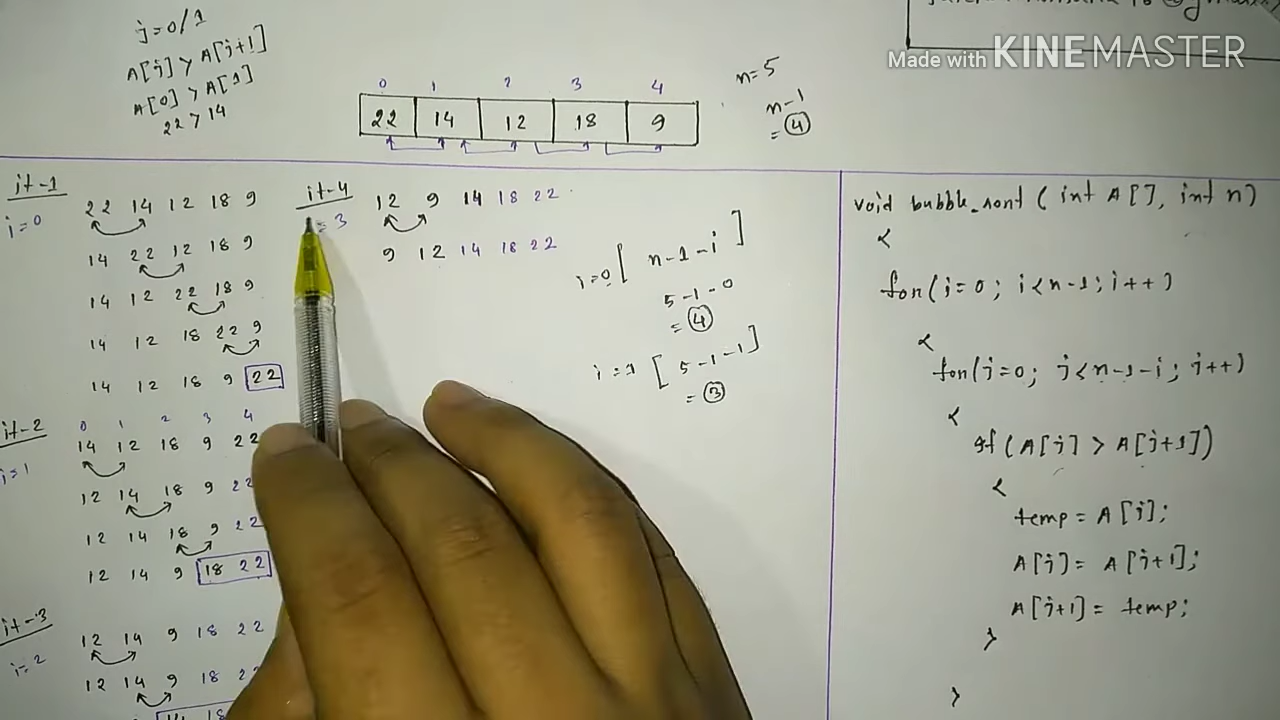 Made with KINEMASTER
j=0/1
A[j] > A[j+1]
A[0] > A[1]
22 > 14
0 1 2 3 4
22 14 12 18 9
n=5
n-1
= 4
it-1
i=0
22 14 12 18 9
14 22 12 18 9
14 12 22 18 9
14 12 18 22 9
14 12 18 9 22
it-2
i=1
0 1 2 3 4
14 12 18 9 22
12 14 18 9 22
12 14 18 9 22
12 14 9 18 22
it-3
i=2
12 14 9 18 22
12 14 9 18 22
14 18
it-4
= 3
12 9 14 18 22
9 12 14 18 22
i=0 [ n-1-i ]
5-1-0
= 4
i=1 [ 5-1-1 ]
= 3
void bubble_sort ( int A[], int n)
{
for(i=0; i<n-1; i++)
{
for(j=0; j<n-1-i; j++)
{
if(A[j] > A[j+1])
{
temp = A[j];
A[j] = A[j+1];
A[j+1] = temp;
}
}